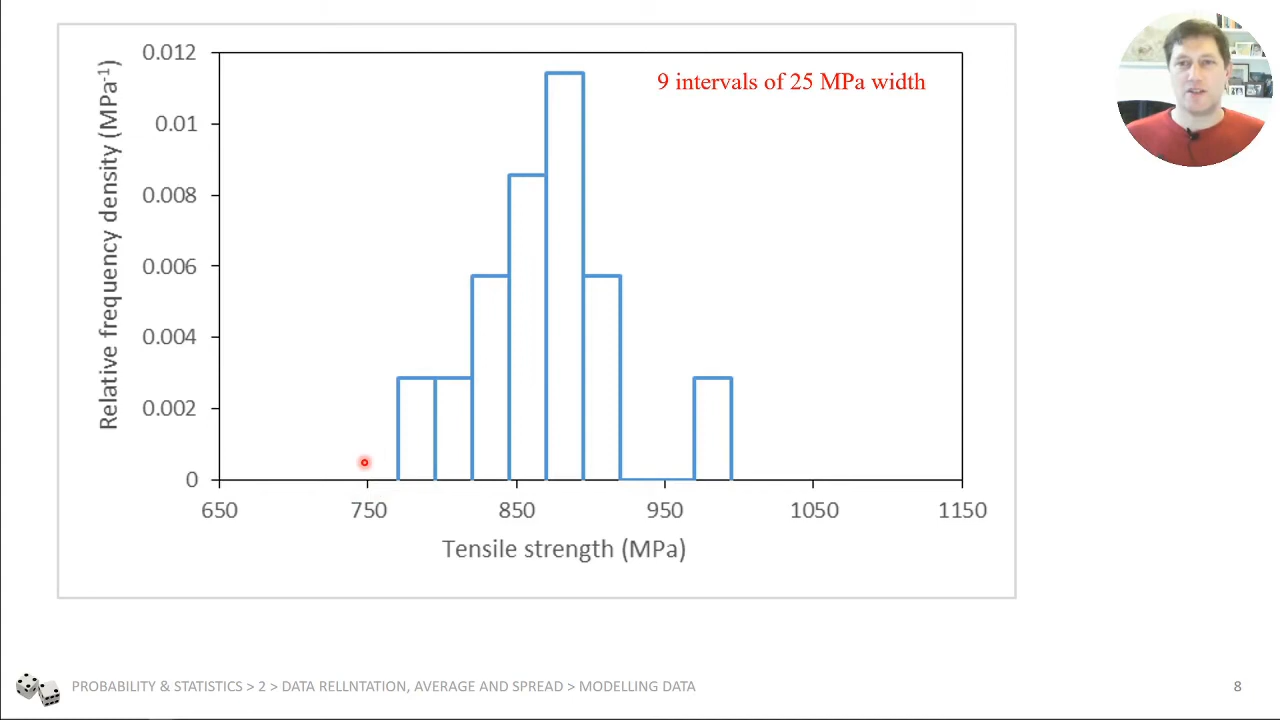 Relative frequency density (MPa-1)
0.012
0.01
0.008
0.006
0.004
0.002
0
9 intervals of 25 MPa width
650 750 850 950 1050 1150
Tensile strength (MPa)
PROBABILITY & STATISTICS > 2 > DATA RELLNTATION, AVERAGE AND SPREAD > MODELLING DATA
8